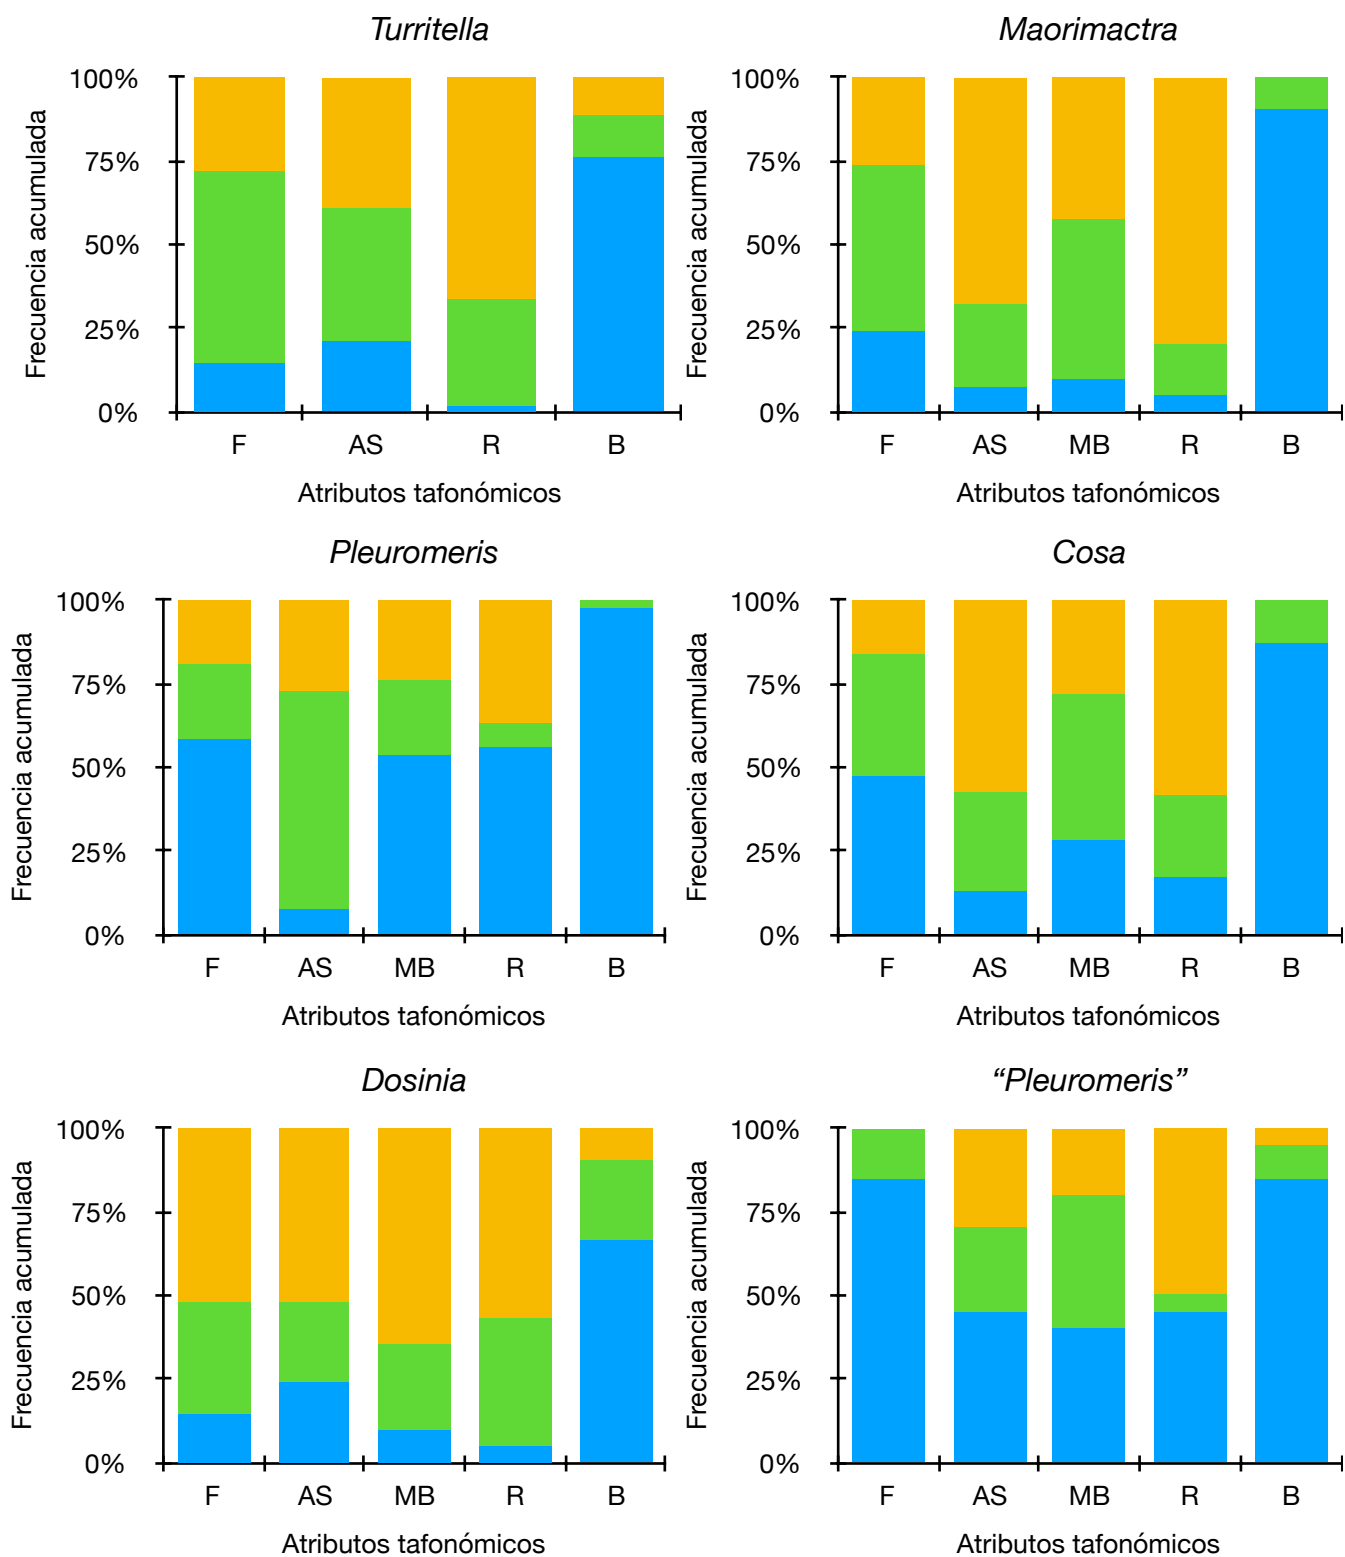 Turritella
Frecuencia acumulada
100%
75%
50%
25%
0%
F AS R B
Atributos tafonómicos
Maorimactra
Frecuencia acumulada
100%
75%
50%
25%
0%
F AS MB R B
Atributos tafonómicos
Pleuromeris
Frecuencia acumulada
100%
75%
50%
25%
0%
F AS MB R B
Atributos tafonómicos
Cosa
Frecuencia acumulada
100%
75%
50%
25%
0%
F AS MB R B
Atributos tafonómicos
Dosinia
Frecuencia acumulada
100%
75%
50%
25%
0%
F AS MB R B
Atributos tafonómicos
“Pleuromeris”
Frecuencia acumulada
100%
75%
50%
25%
0%
F AS MB R B
Atributos tafonómicos